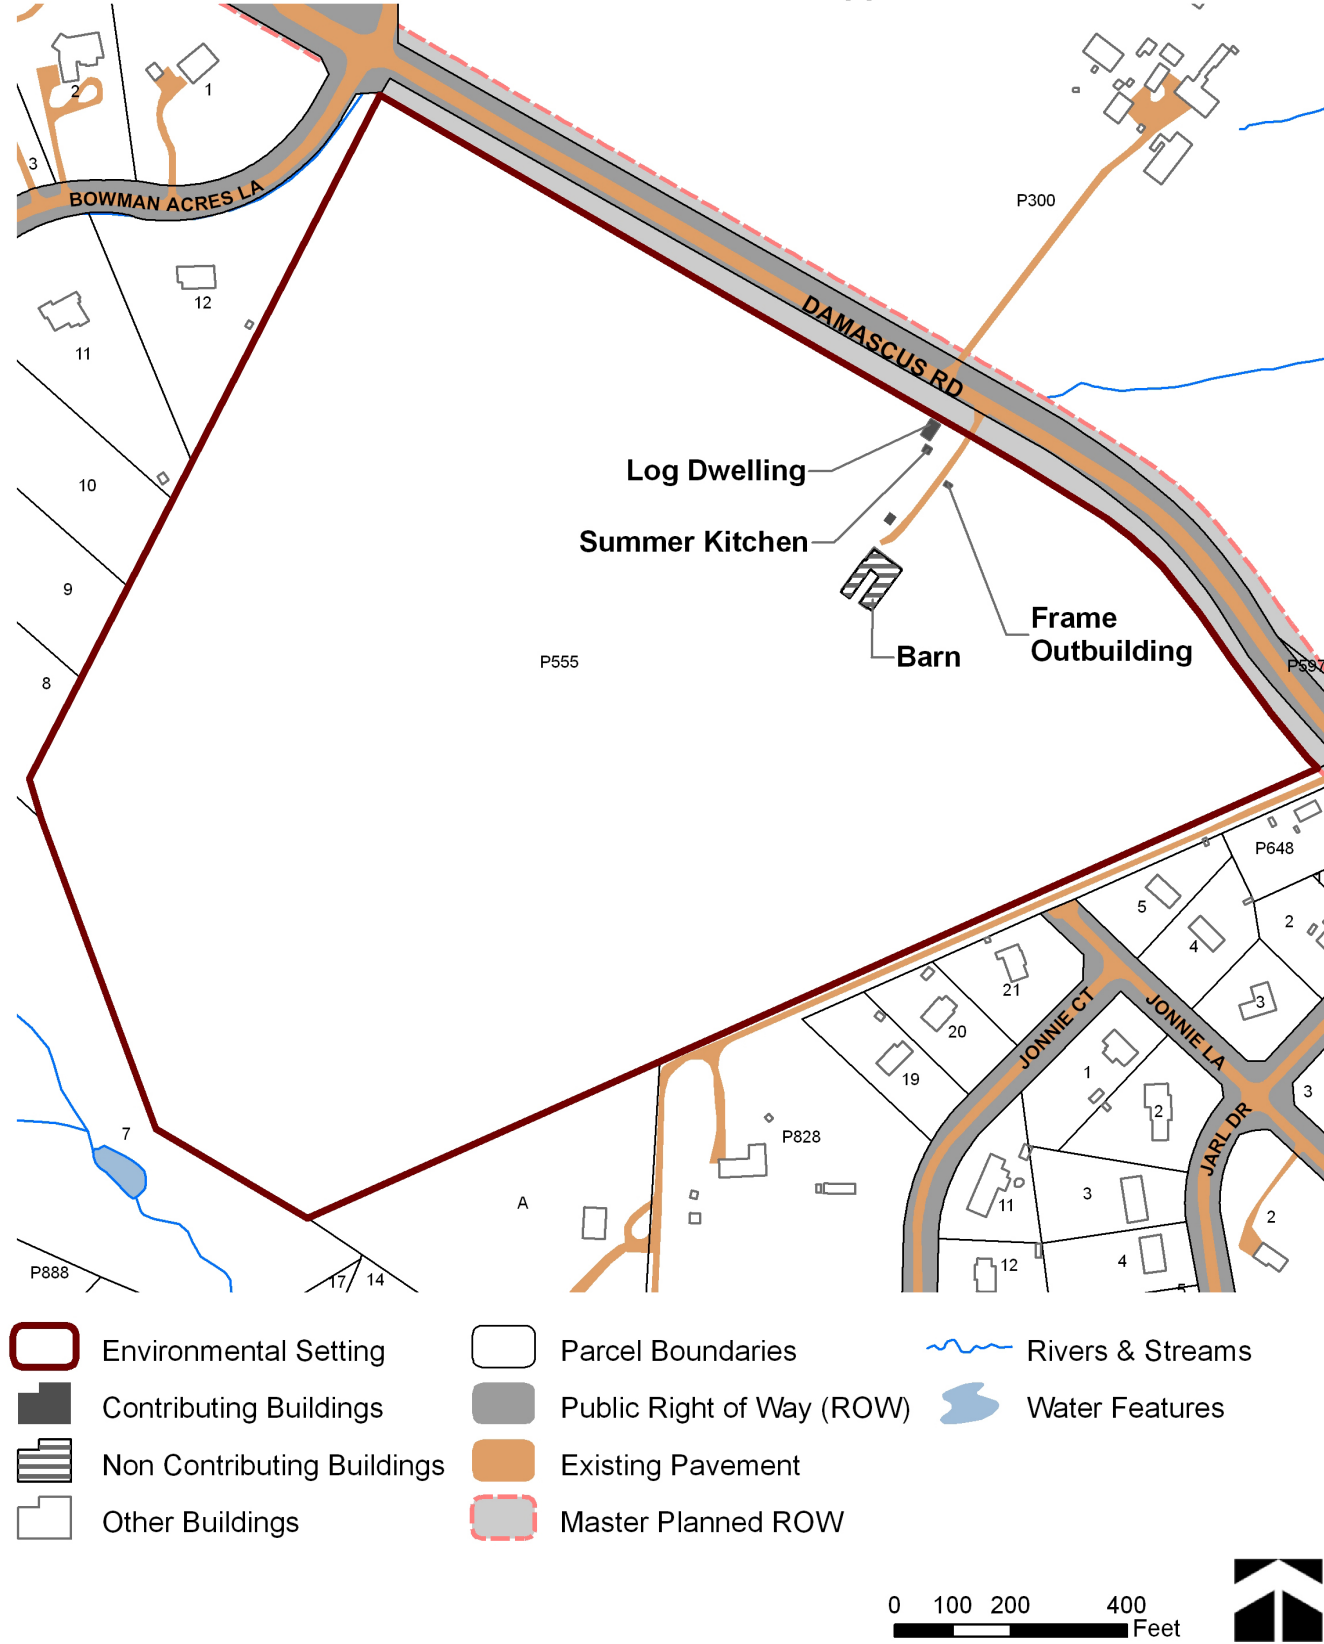 2
1
3
BOWMAN ACRES LA
P300
12
11
DAMASCUS RD
Log Dwelling
10
Summer Kitchen
9
Frame
Outbuilding
Barn
P555
P597
8
P648
5
2
4
21
3
20
JONNIE CT
JONNIE LA
19
1
3
2
7
P828
JARL DR
A
11
3
2
12
4
P888
17
14
5
Environmental Setting
Parcel Boundaries
Rivers & Streams
Contributing Buildings
Public Right of Way (ROW)
Water Features
Non Contributing Buildings
Existing Pavement
Other Buildings
Master Planned ROW
0 100 200 400
Feet